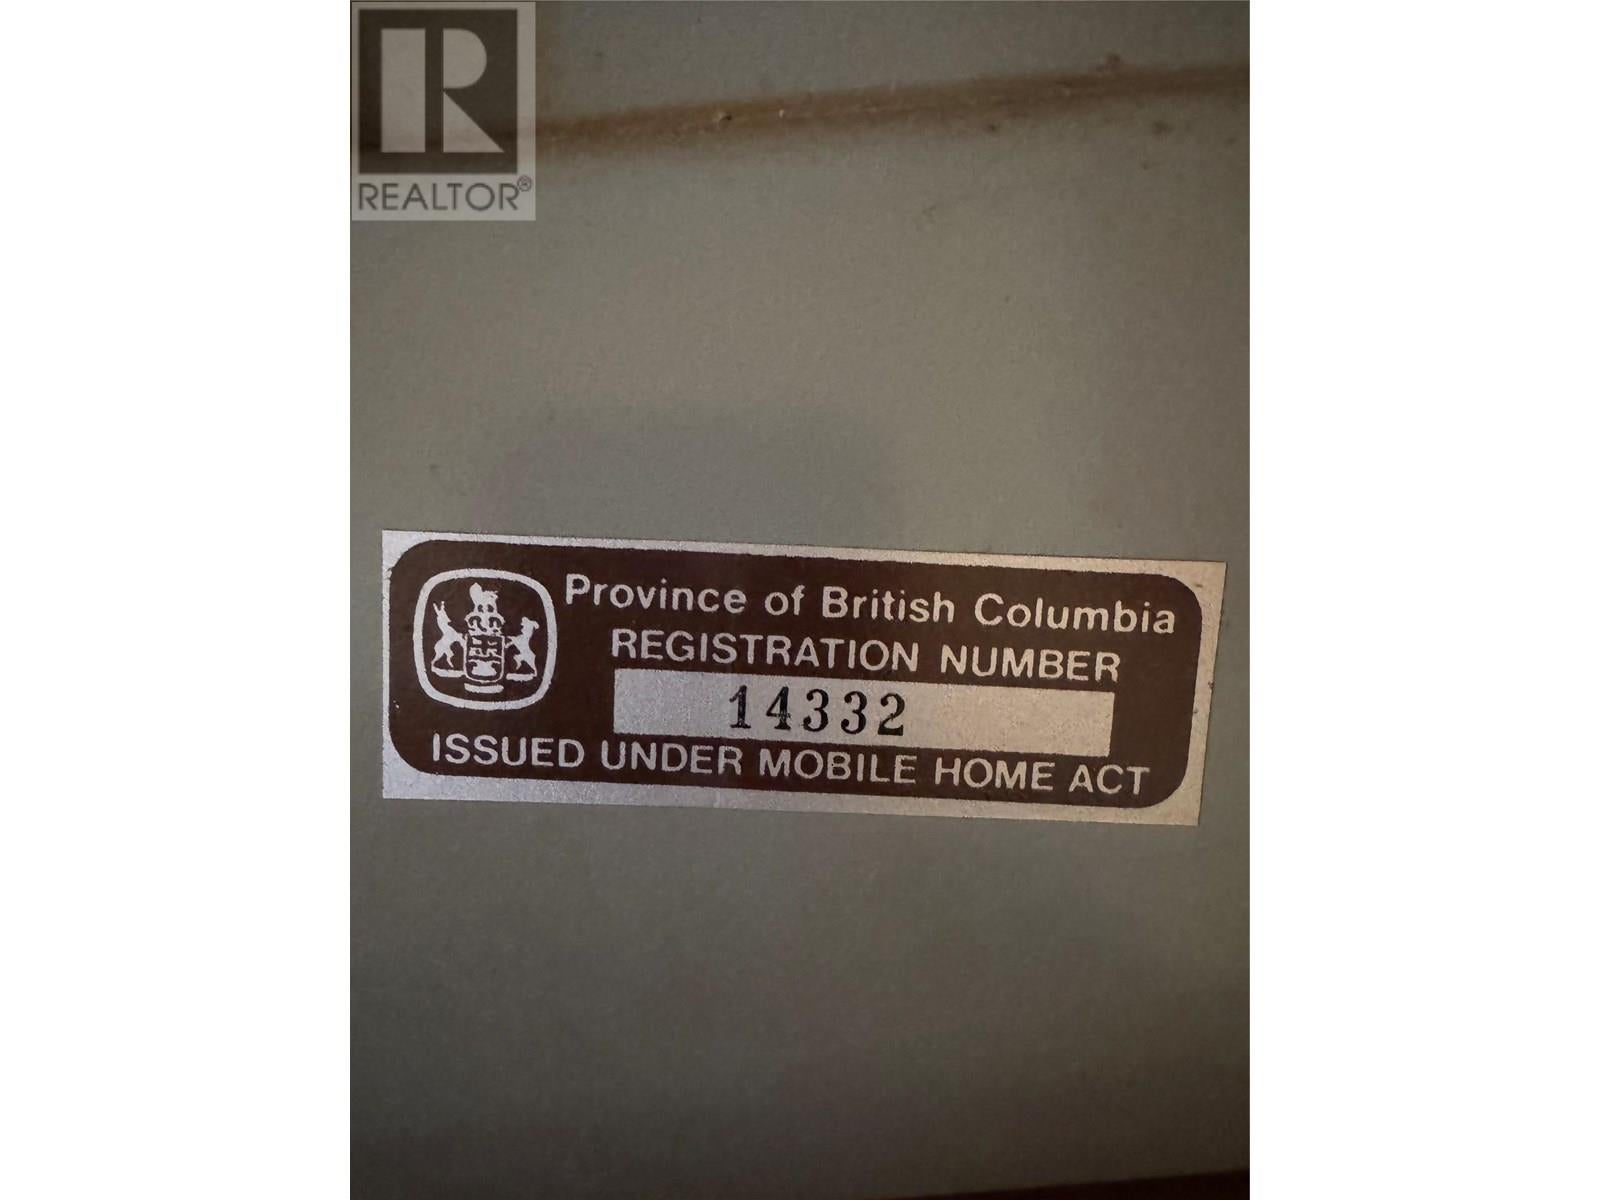 REALTOR®
Province of British Columbia
REGISTRATION NUMBER
14332
ISSUED UNDER MOBILE HOME ACT